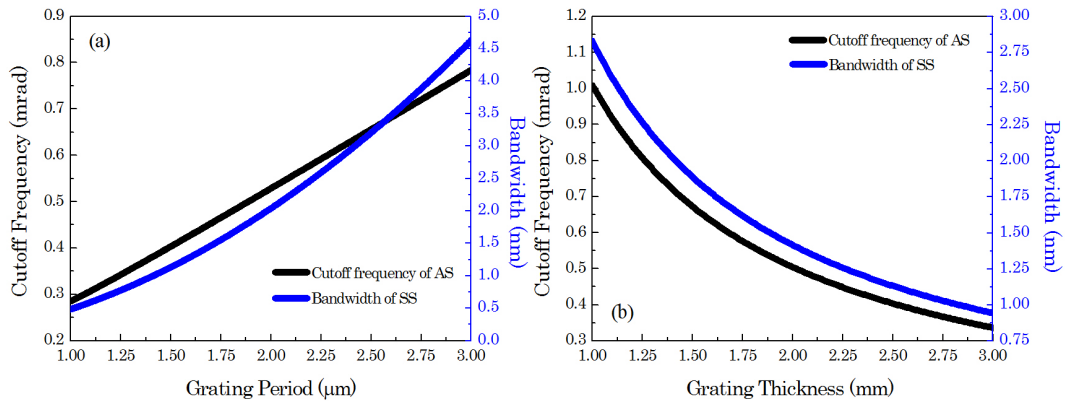 (a)
Cutoff Frequency (mrad)
0.9
0.8
0.7
0.6
0.5
0.4
0.3
0.2
Cutoff frequency of AS
Bandwidth of SS
5.0
4.5
4.0
3.5
3.0
2.5
2.0
1.5
1.0
0.5
0.0
Bandwidth (nm)
1.00 1.25 1.50 1.75 2.00 2.25 2.50 2.75 3.00
Grating Period (μm)
Cutoff Frequency (mrad)
1.2
1.1
1.0
0.9
0.8
0.7
0.6
0.5
0.4
0.3
Cutoff frequency of AS
Bandwidth of SS
(b)
3.00
2.75
2.50
2.25
2.00
1.75
1.50
1.25
1.00
0.75
Bandwidth (nm)
1.00 1.25 1.50 1.75 2.00 2.25 2.50 2.75 3.00
Grating Thickness (mm)